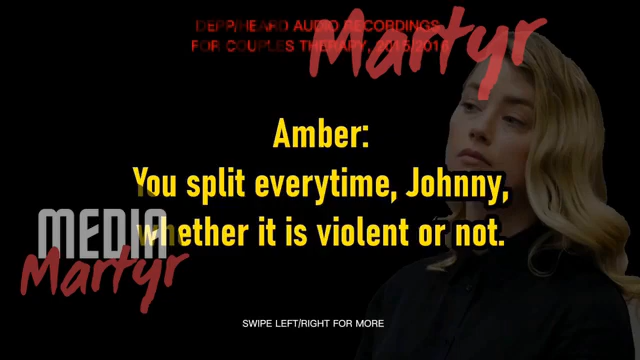 DEPP/HEARD AUDIO RECORDINGS
FOR COUPLES THERAPY, 2015/2016
Martyr
Amber:
You split everytime, Johnny,
whether it is violent or not.
MEDIA
Martyr
SWIPE LEFT/RIGHT FOR MORE